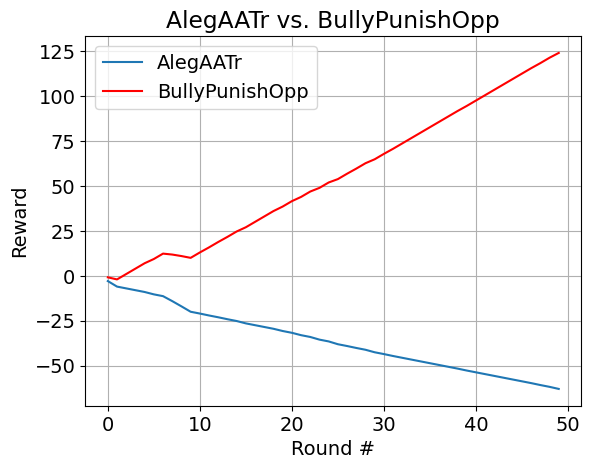 AlegAATr vs. BullyPunishOpp
AlegAATr
BullyPunishOpp
125
100
75
50
25
0
−25
−50
Reward
0 10 20 30 40 50
Round #